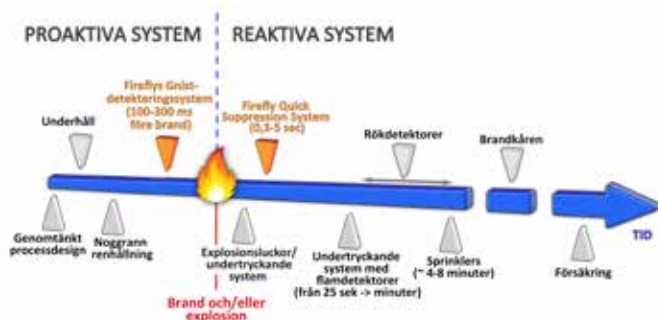 PROAKTIVA SYSTEM
REAKTIVA SYSTEM
Fireflys Gnist-
detekteringssystem
(100-300 ms
före brand)
Firefly Quick
Suppression System
(0,3-5 sec)
Underhåll
Rökdetektorer
Brandkåren
TID
Genomtänkt
processdesign
Noggrann
renhållning
Explosionsluckor/
undertryckande
system
Undertryckande
system med
flamdetektorer
(från 25 sek -> minuter)
Sprinklers
(~ 4-8 minuter)
Försäkring
Brand och/eller
explosion